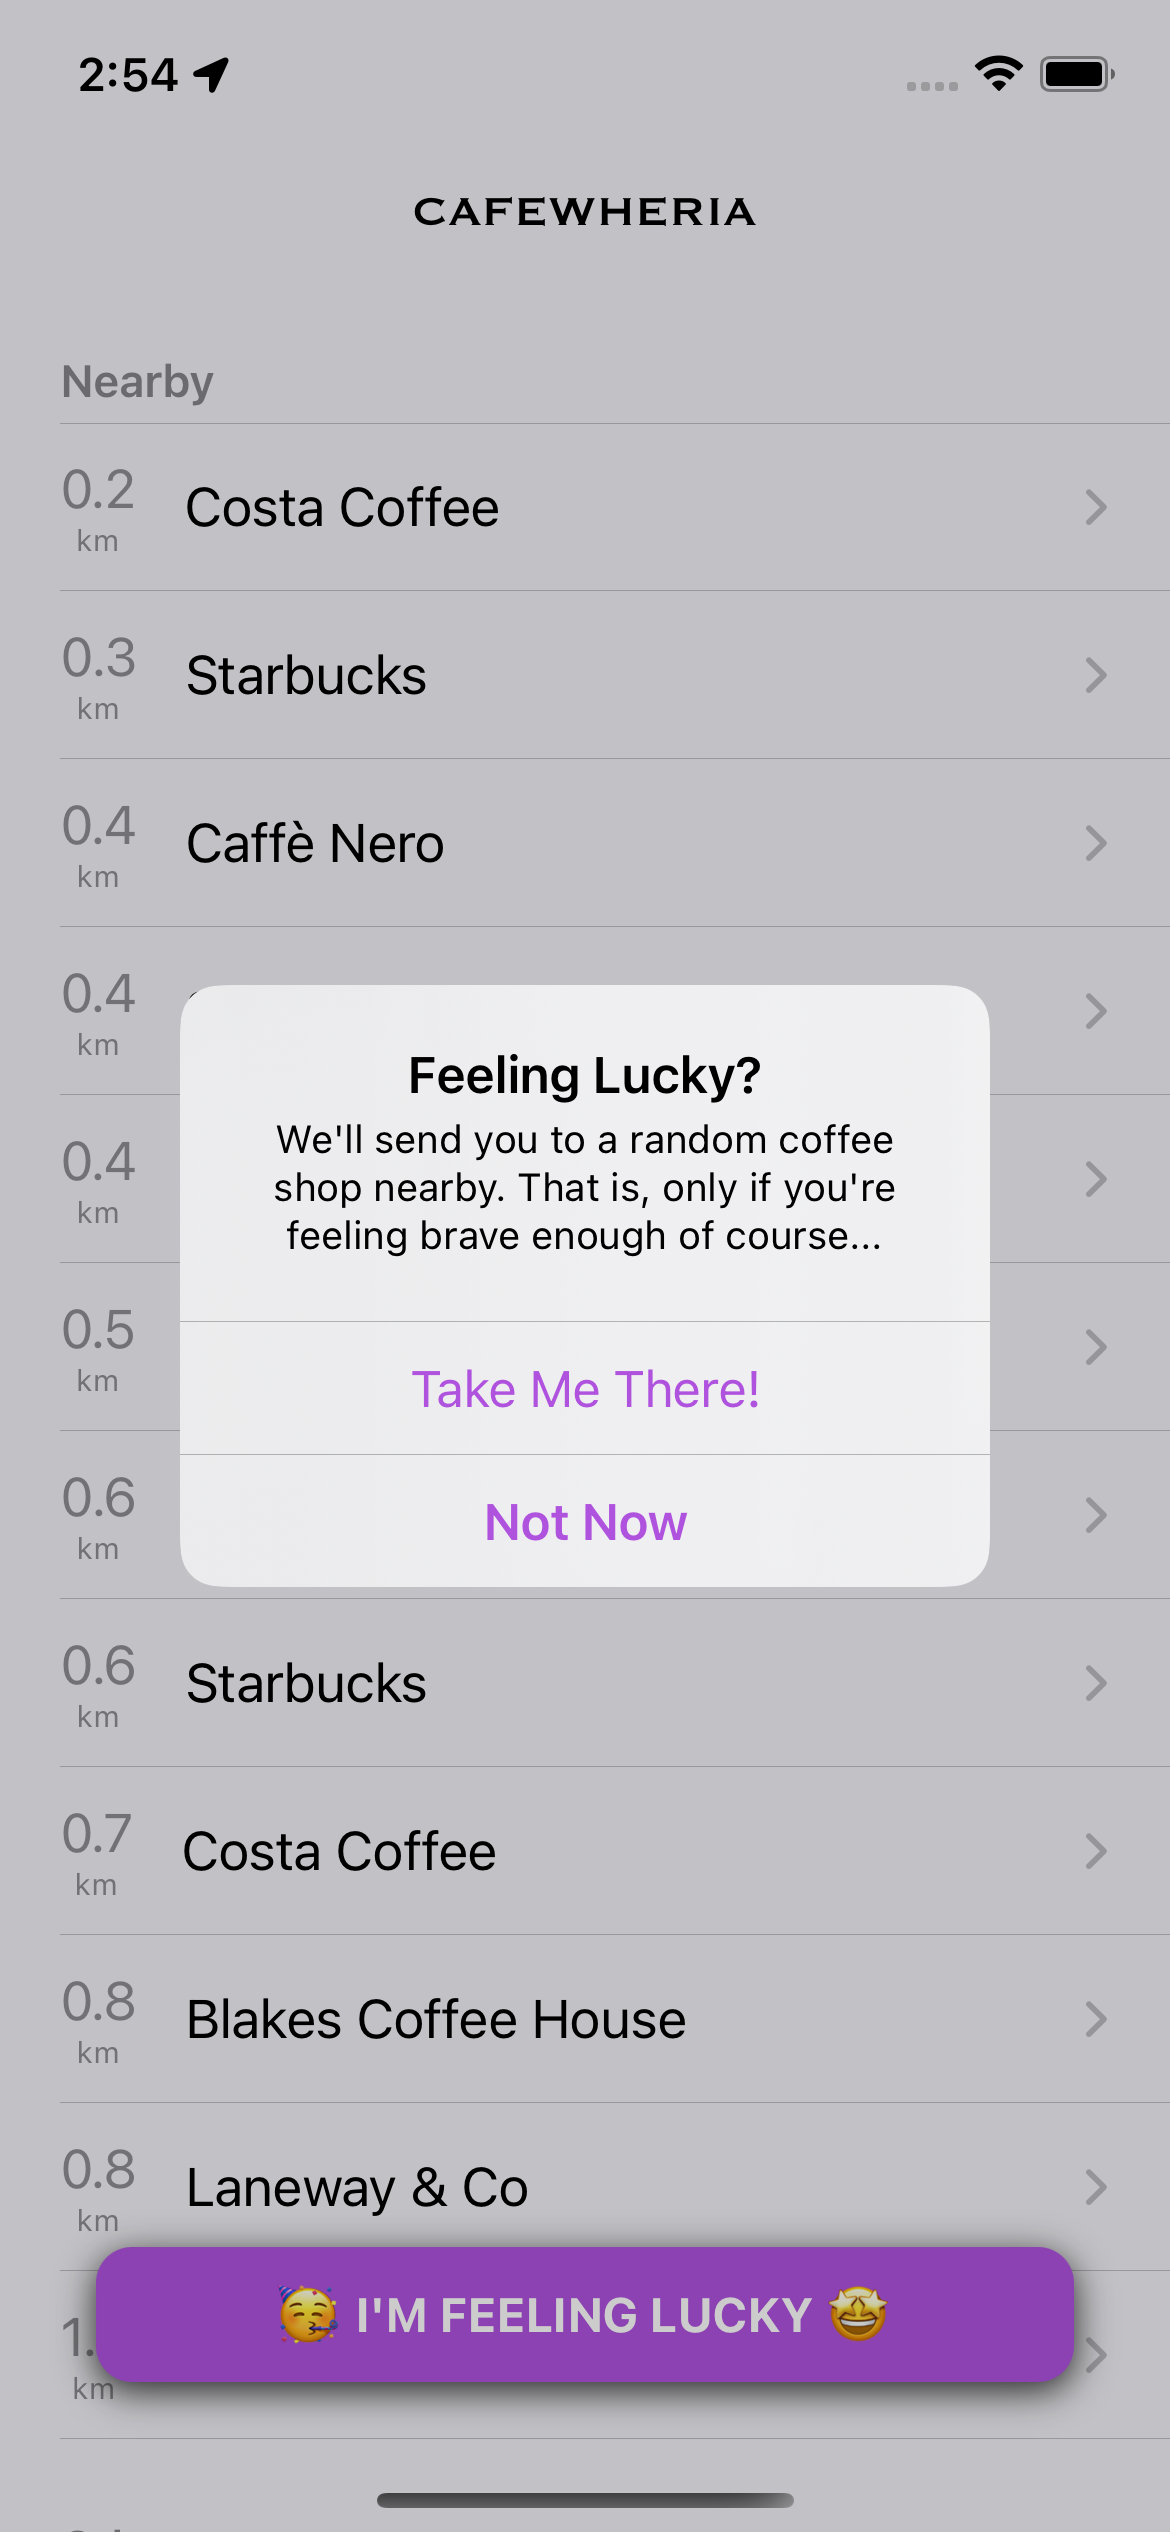 2:54
CAFEWHERIA
Nearby
0.2
km
Costa Coffee
0.3
km
Starbucks
0.4
km
Caffè Nero
0.4
km
0.4
km
0.5
km
0.6
km
Feeling Lucky?
We'll send you to a random coffee
shop nearby. That is, only if you're
feeling brave enough of course...
Take Me There!
Not Now
0.6
km
Starbucks
0.7
km
Costa Coffee
0.8
km
Blakes Coffee House
0.8
km
Laneway & Co
🥳 I'M FEELING LUCKY 🤩
1.
km